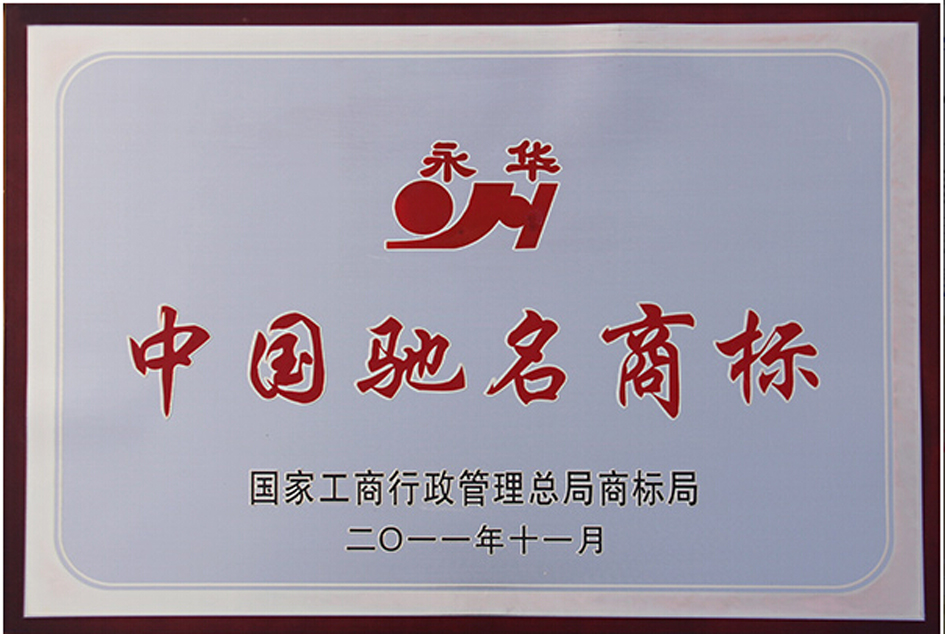 永华
中国驰名商标
国家工商行政管理总局商标局
二〇一一年十一月